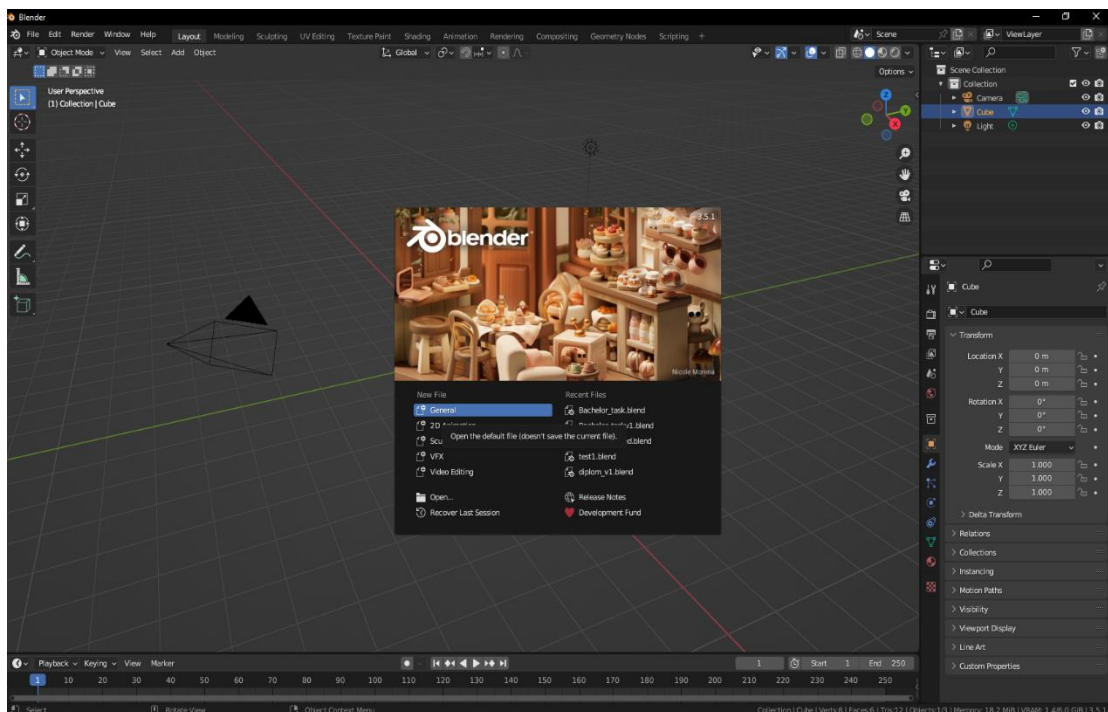 Blender
File Edit Render Window Help Layout Modeling Sculpting UV Editing Texture Paint Shading Animation Rendering Compositing Geometry Nodes Scripting + Scene ViewLayer
Object Mode View Select Add Object Global
Options
User Perspective
(1) Collection | Cube
Z
Y
X
Scene Collection
Collection
Camera
Cube
Light
blender
3.5.1
Nicole Morena
New File
General
2D Animation
VFX
Video Editing
Open...
Recover Last Session
Recent Files
Bachelor_task.blend
Open the default file (doesn't save the current file).
test1.blend
diplom_v1.blend
Release Notes
Development Fund
Cube
Cube
Transform
Location X 0 m
Y 0 m
Z 0 m
Rotation X 0°
Y 0°
Z 0°
Mode XYZ Euler
Scale X 1.000
Y 1.000
Z 1.000
Delta Transform
Relations
Collections
Instancing
Motion Paths
Visibility
Viewport Display
Line Art
Custom Properties
Playback Keying View Marker 1 Start 1 End 250
1 10 20 30 40 50 60 70 80 90 100 110 120 130 140 150 160 170 180 190 200 210 220 230 240 250
Select Rotate View Object Context Menu